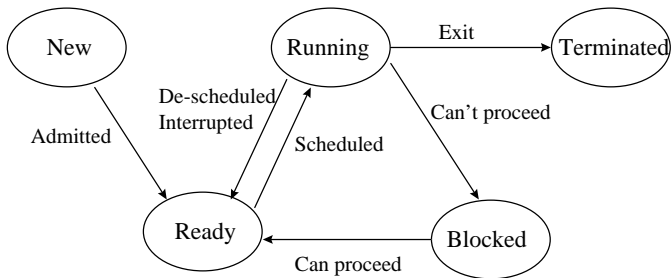 New
Running
Exit
Terminated
De-scheduled
Interrupted
Can't proceed
Admitted
Scheduled
Ready
Blocked
Can proceed